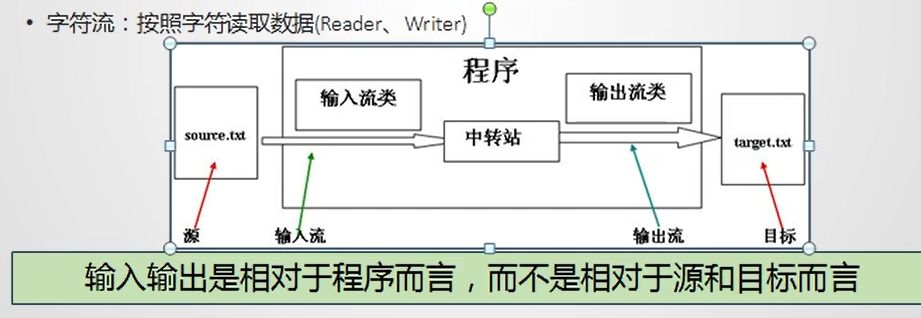 • 字符流：按照字符读取数据(Reader、Writer)
程序
输入流类
输出流类
source.txt
中转站
target.txt
源
输入流
输出流
目标
输入输出是相对于程序而言，而不是相对于源和目标而言